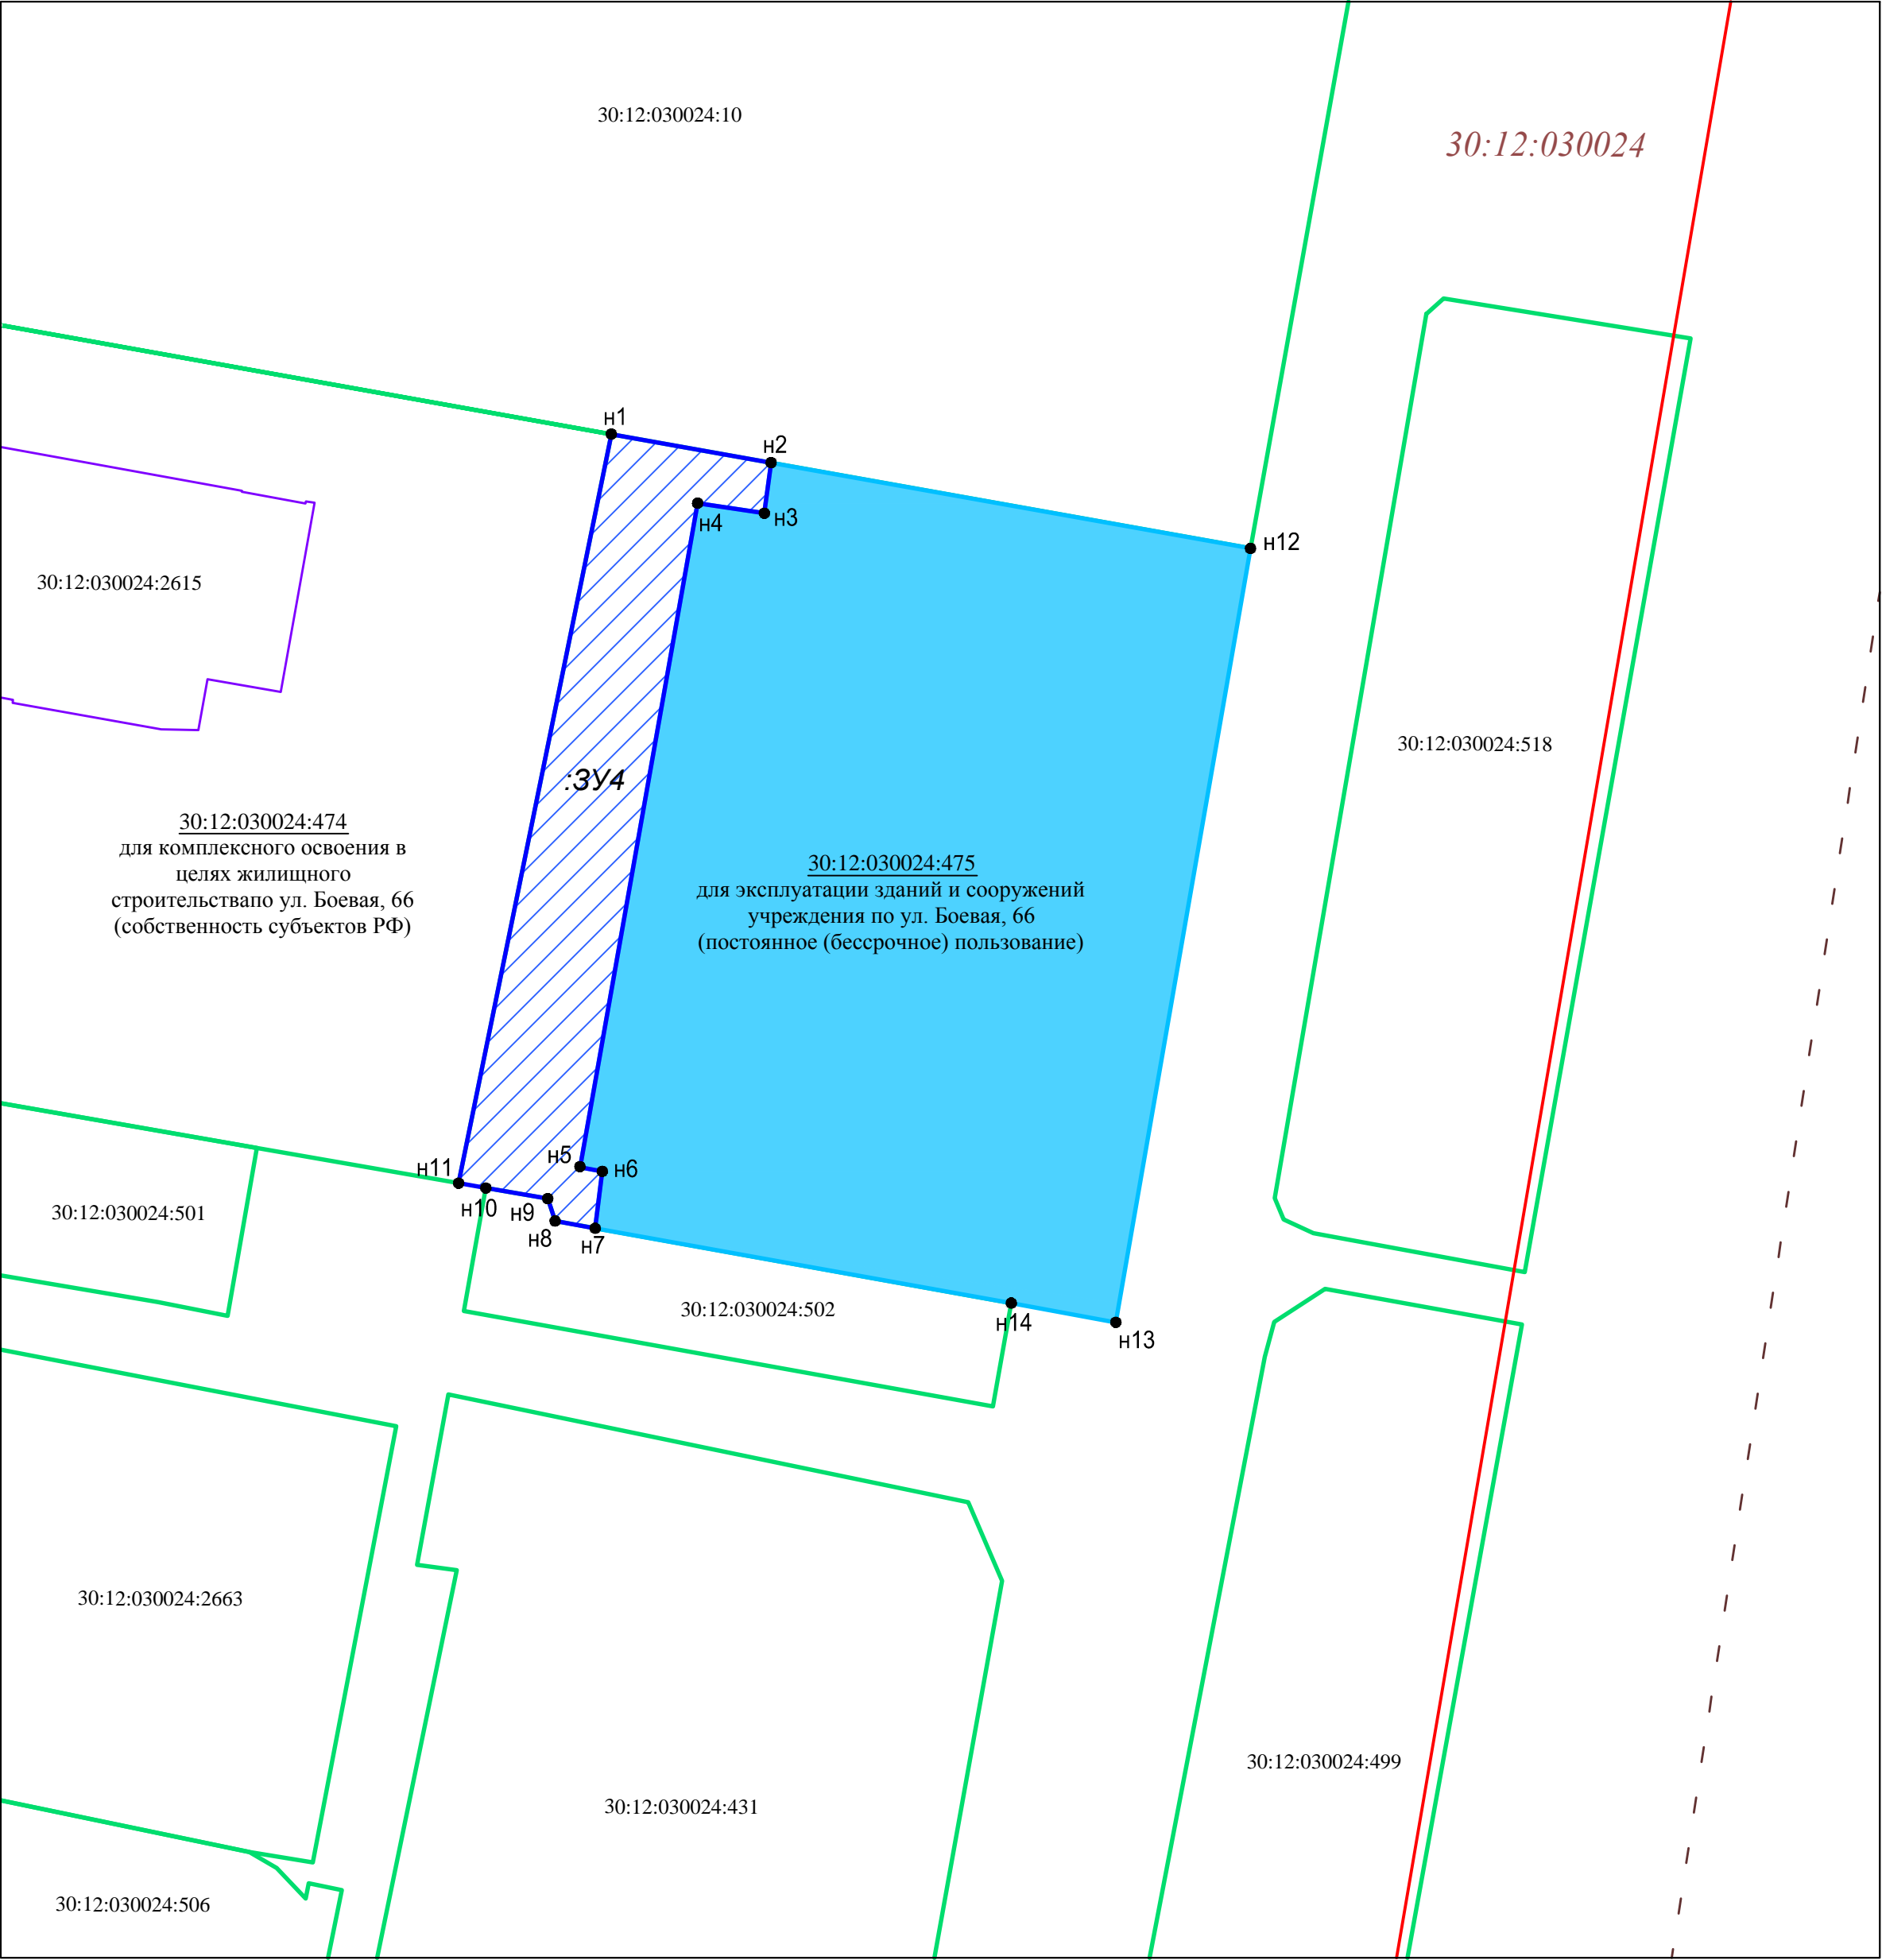 30:12:030024:10
30:12:030024
н1
н2
н3
н4
н12
30:12:030024:2615
30:12:030024:518
:ЗУ4
30:12:030024:474
для комплексного освоения в
целях жилищного
строительствапо ул. Боевая, 66
(собственность субъектов РФ)
30:12:030024:475
для эксплуатации зданий и сооружений
учреждения по ул. Боевая, 66
(постоянное (бессрочное) пользование)
н5
н6
н11
н10
н9
н8
н7
30:12:030024:501
30:12:030024:502
н14
н13
30:12:030024:2663
30:12:030024:499
30:12:030024:431
30:12:030024:506